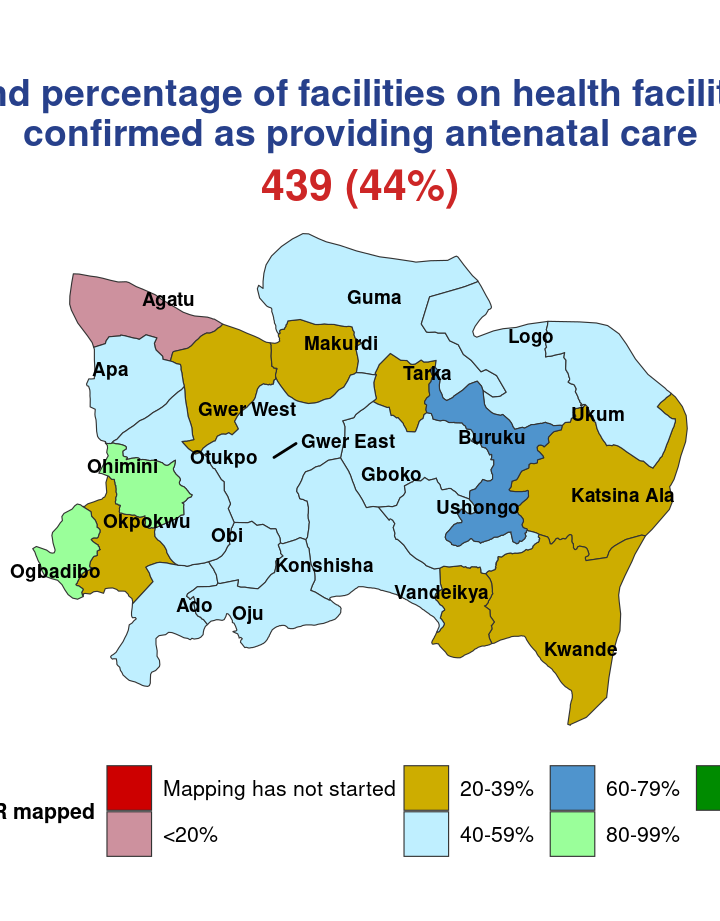 percentage of facilities on health
confirmed as providing antenatal care
439 (44%)
Guma
Agatu
Logo
Makurdi
Apa
Tarka
Gwer West
Ukum
Buruku
Gwer East
Otukpo
Ohimini
Gboko
Katsina Ala
Ushongo
Okpokwu
Obi
Konshisha
Ogbadibo
Vandeikya
Ado
Oju
Kwande
Mapping has not started
20-39%
60-79%
mapped
<20%
40-59%
80-99%